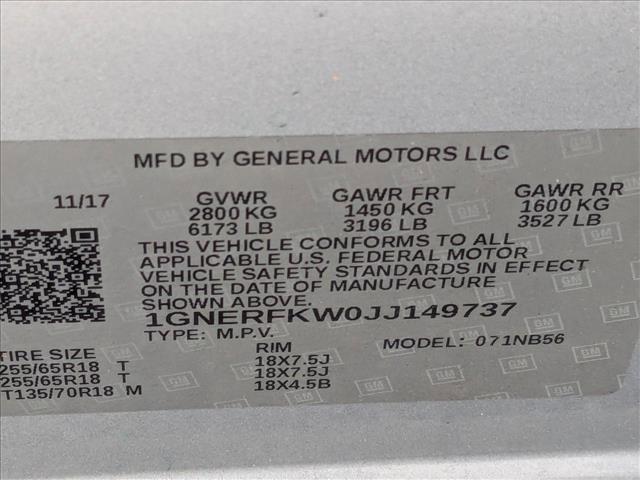 MFD BY GENERAL MOTORS LLC
11/17 GVWR GAWR FRT GAWR RR
2800 KG 1450 KG 1600 KG
6173 LB 3196 LB 3527 LB
THIS VEHICLE CONFORMS TO ALL
APPLICABLE U.S. FEDERAL MOTOR
VEHICLE SAFETY STANDARDS IN EFFECT
ON THE DATE OF MANUFACTURE
1GNERFKW0JJ149737
TYPE: M.P.V. MODEL: 071NB56
TIRE SIZE RIM
255/65R18 T 18X7.5J
255/65R18 T 18X7.5J
T135/70R18 M 18X4.5B